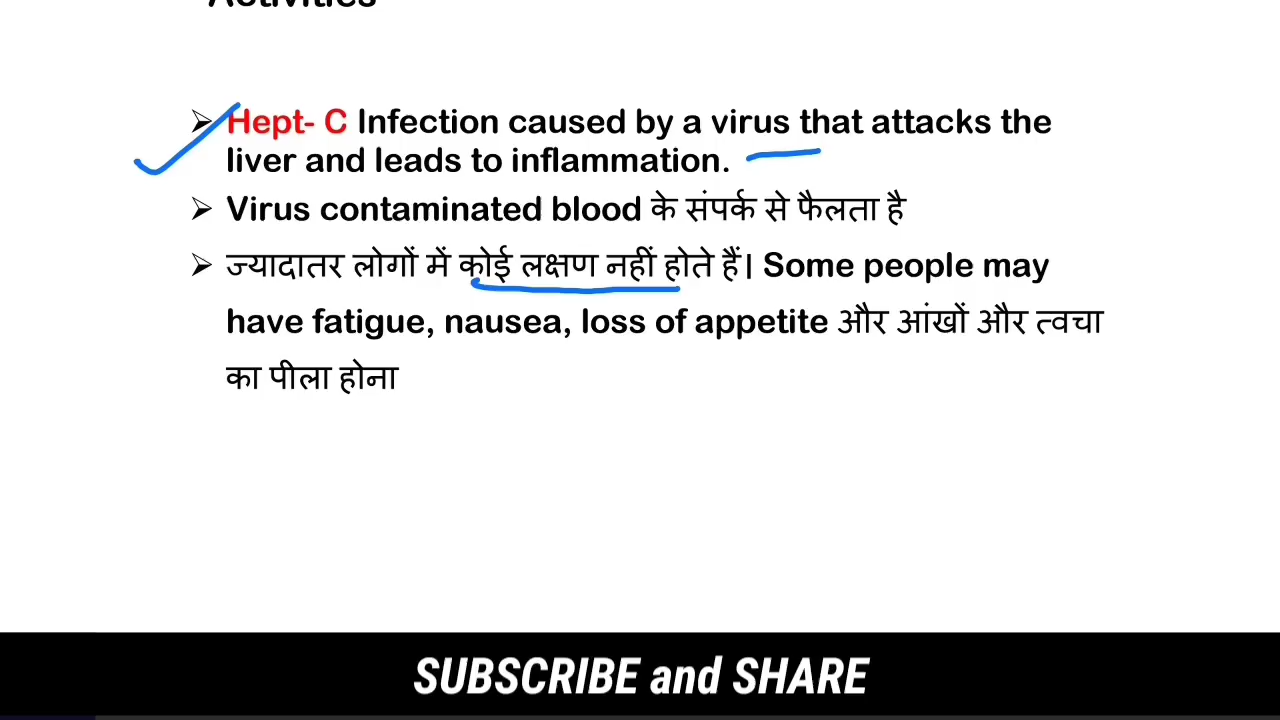 Activities
➢ Hept- C Infection caused by a virus that attacks the
liver and leads to inflammation.
➢ Virus contaminated blood के संपर्क से फैलता है
➢ ज्यादातर लोगों में कोई लक्षण नहीं होते हैं। Some people may
have fatigue, nausea, loss of appetite और आंखों और त्वचा
का पीला होना
SUBSCRIBE and SHARE